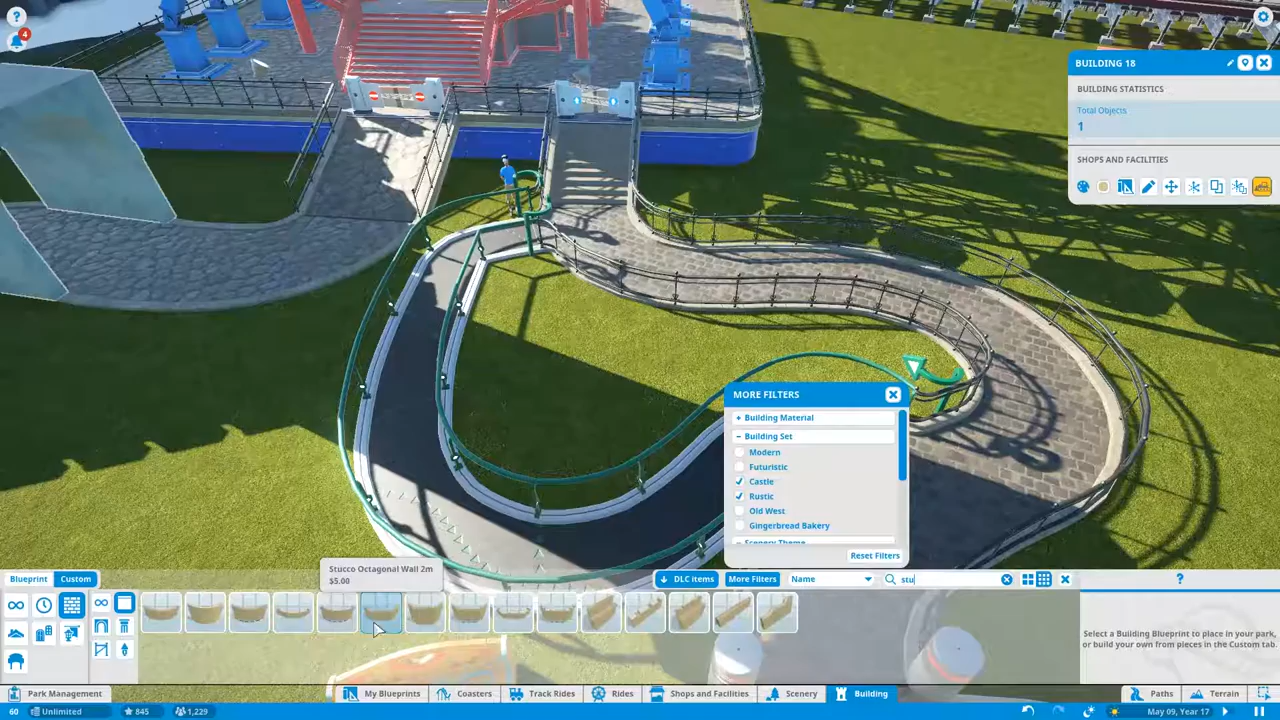 ?
4
BUILDING 18
BUILDING STATISTICS
Total Objects
1
SHOPS AND FACILITIES
MORE FILTERS
+ Building Material
− Building Set
Modern
Futuristic
Castle
Rustic
Old West
Gingerbread Bakery
− Scenery Theme
Reset Filters
Stucco Octagonal Wall 2m
$5.00
Blueprint
Custom
DLC items
More Filters
Name
stu
?
Select a Building Blueprint to place in your park,
or build your own from pieces in the Custom tab.
Park Management
My Blueprints
Coasters
Track Rides
Rides
Shops and Facilities
Scenery
Building
Paths
Terrain
60
Unlimited
845
1,229
May 09, Year 17